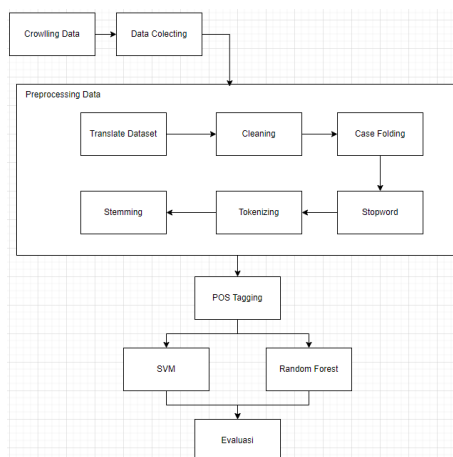 Crowlling Data
Data Colecting
Preprocessing Data
Translate Dataset
Cleaning
Case Folding
Stopword
Tokenizing
Stemming
POS Tagging
SVM
Random Forest
Evaluasi